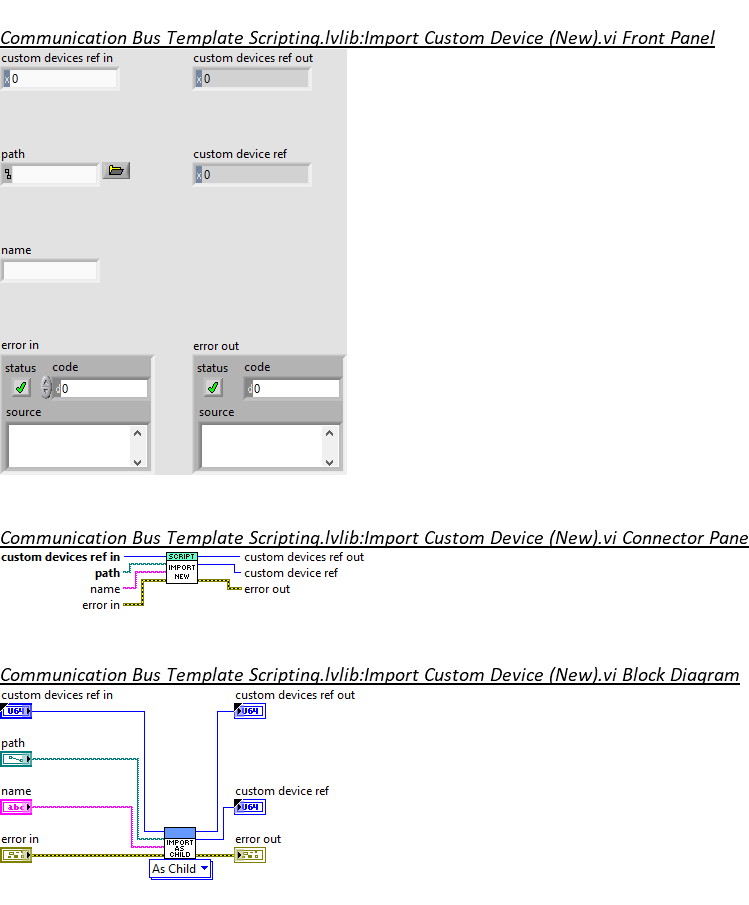 Communication Bus Template Scripting.lvlib:Import Custom Device (New).vi Front Panel
custom devices ref in custom devices ref out
x 0 x 0
path custom device ref
x 0
name
error in error out
status code status code
d 0 d 0
source source
Communication Bus Template Scripting.lvlib:Import Custom Device (New).vi Connector Pane
custom devices ref in SCRIPT custom devices ref out
path IMPORT custom device ref
name NEW error out
error in
Communication Bus Template Scripting.lvlib:Import Custom Device (New).vi Block Diagram
custom devices ref in custom devices ref out
U64 U64
path
name custom device ref
abc U64
error in IMPORT error out
AS
CHILD
As Child